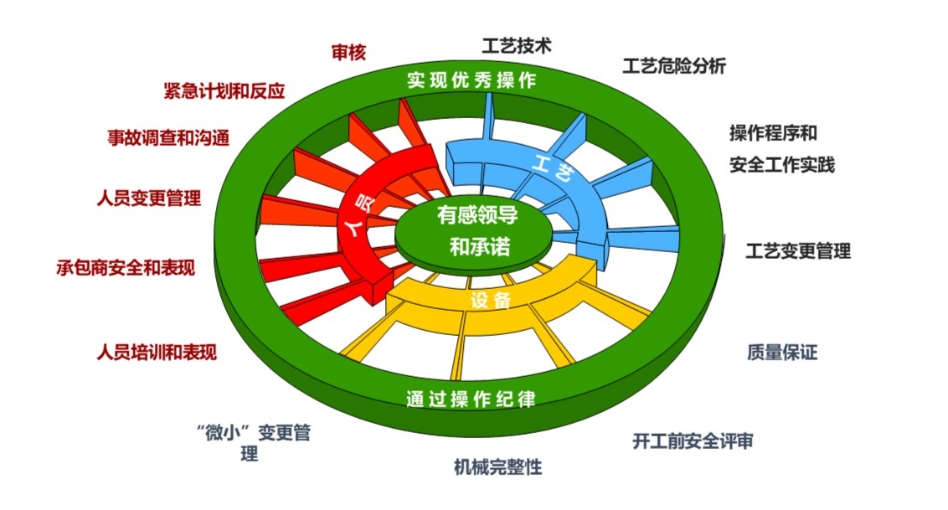 审核
工艺技术
工艺危险分析
紧急计划和反应
实现优秀操作
事故调查和沟通
操作程序和
安全工作实践
工艺
人员变更管理
人员
有感领导
和承诺
工艺变更管理
承包商安全和表现
设备
人员培训和表现
质量保证
通过操作纪律
“微小”变更管
理
开工前安全评审
机械完整性